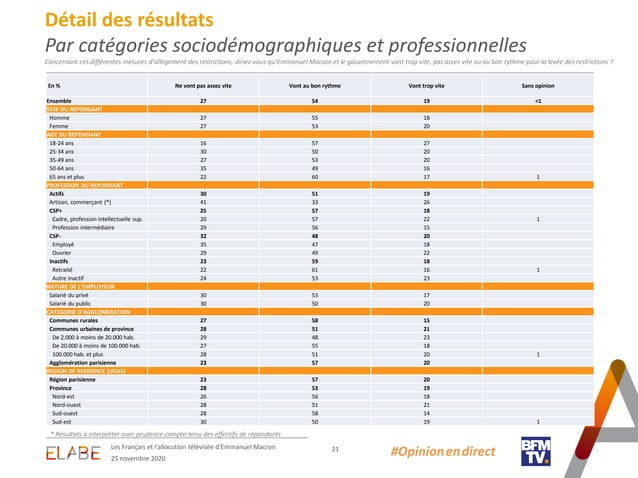 Détail des résultats
Par catégories sociodémographiques et professionnelles
Concernant ces différentes mesures d'allègement des restrictions, diriez-vous qu'Emmanuel Macron et le gouvernement vont trop vite, pas assez vite ou au bon rythme pour la levée des restrictions ?
En % Ne vont pas assez vite Vont au bon rythme Vont trop vite Sans opinion
Ensemble 27 54 19 <1
SEXE DU REPONDANT
Homme 27 55 18
Femme 27 53 20
AGE DU REPONDANT
18-24 ans 16 57 27
25-34 ans 30 50 20
35-49 ans 27 53 20
50-64 ans 35 49 16
65 ans et plus 22 60 17 1
PROFESSION DU REPONDANT
Actifs 30 51 19
Artisan, commerçant (*) 41 33 26
CSP+ 25 57 18
Cadre, profession intellectuelle sup. 20 57 22 1
Profession intermédiaire 29 56 15
CSP- 32 48 20
Employé 35 47 18
Ouvrier 29 49 22
Inactifs 23 59 18
Retraité 22 61 16 1
Autre Inactif 24 53 23
NATURE DE L'EMPLOYEUR
Salarié du privé 30 53 17
Salarié du public 30 50 20
CATEGORIE D'AGGLOMERATION
Communes rurales 27 58 15
Communes urbaines de province 28 51 21
De 2.000 à moins de 20.000 hab. 29 48 23
De 20.000 à moins de 100.000 hab. 27 55 18
100.000 hab. et plus 28 51 20 1
Agglomération parisienne 23 57 20
REGION DE RESIDENCE (UDA5)
Région parisienne 23 57 20
Province 28 53 19
Nord-est 26 56 18
Nord-ouest 28 51 21
Sud-ouest 28 58 14
Sud-est 30 50 19 1
* Résultats à interpréter avec prudence compte-tenu des effectifs de répondants
ELABE
Les Français et l'allocution télévisée d'Emmanuel Macron
25 novembre 2020
21
#Opinion en direct
BFM
TV.